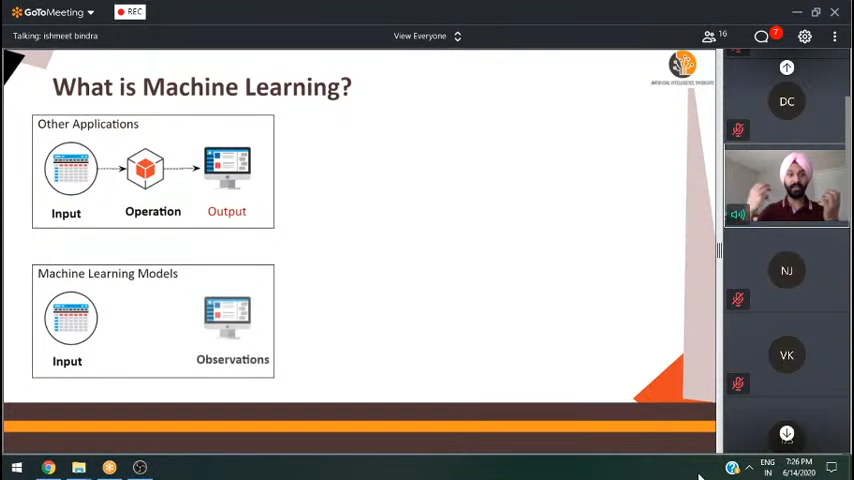 GoToMeeting
REC
Talking: ishmeet bindra
View Everyone
16
7
What is Machine Learning?
Other Applications
Input
Operation
Output
Machine Learning Models
Input
Observations
DC
NJ
VK
ENG
IN
7:26 PM
6/14/2020